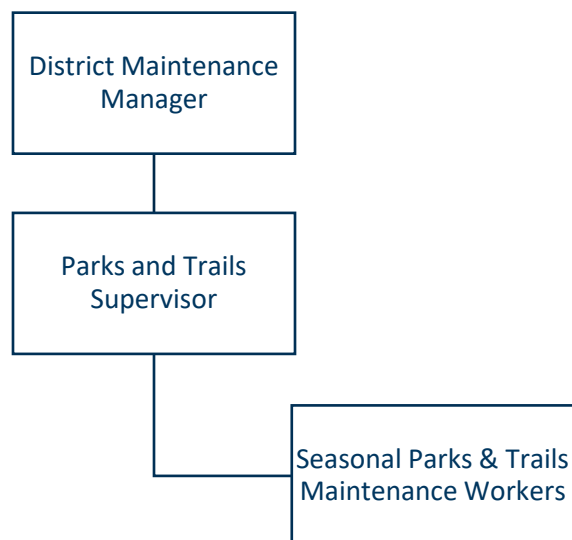 District Maintenance
Manager
Parks and Trails
Supervisor
Seasonal Parks & Trails
Maintenance Workers